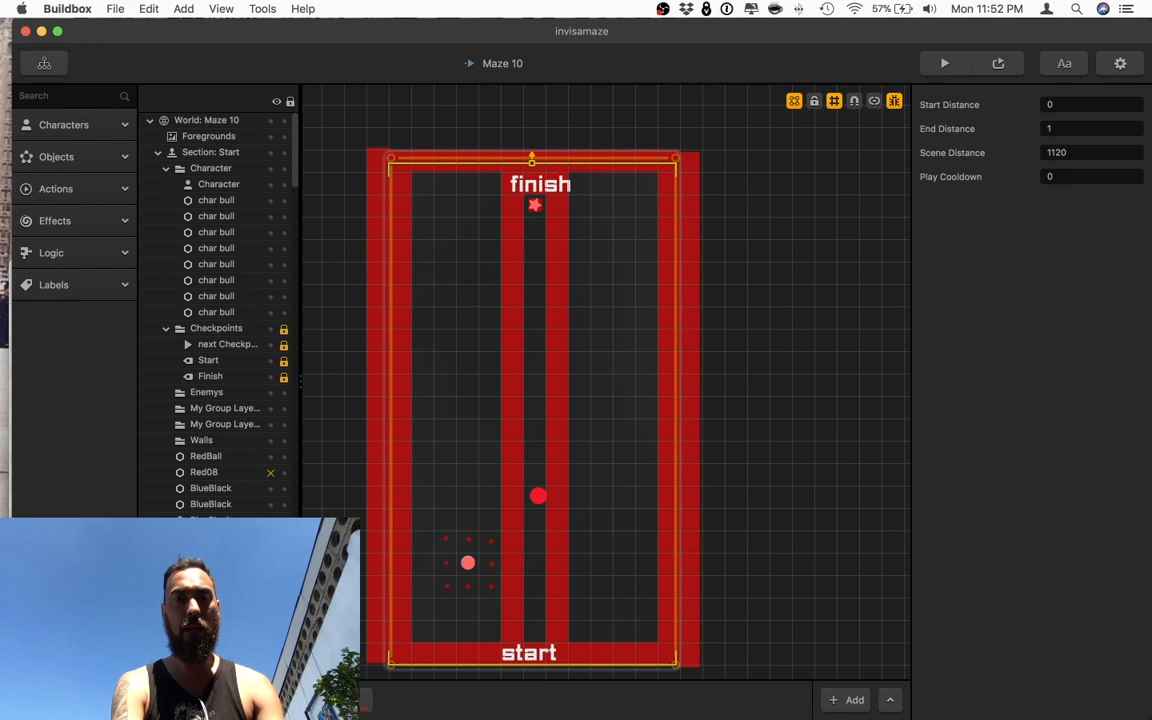 Buildbox File Edit Add View Tools Help 57% Mon 11:52 PM
invisamaze
Maze 10
Aa
Search
Characters
Objects
Actions
Effects
Logic
Labels
World: Maze 10
Foregrounds
Section: Start
Character
Character
char bull
char bull
char bull
char bull
char bull
char bull
char bull
char bull
Checkpoints
next Checkp...
Start
Finish
Enemys
My Group Laye...
My Group Laye...
Walls
RedBall
Red08
BlueBlack
BlueBlack
finish
start
Start Distance 0
End Distance 1
Scene Distance 1120
Play Cooldown 0
Add